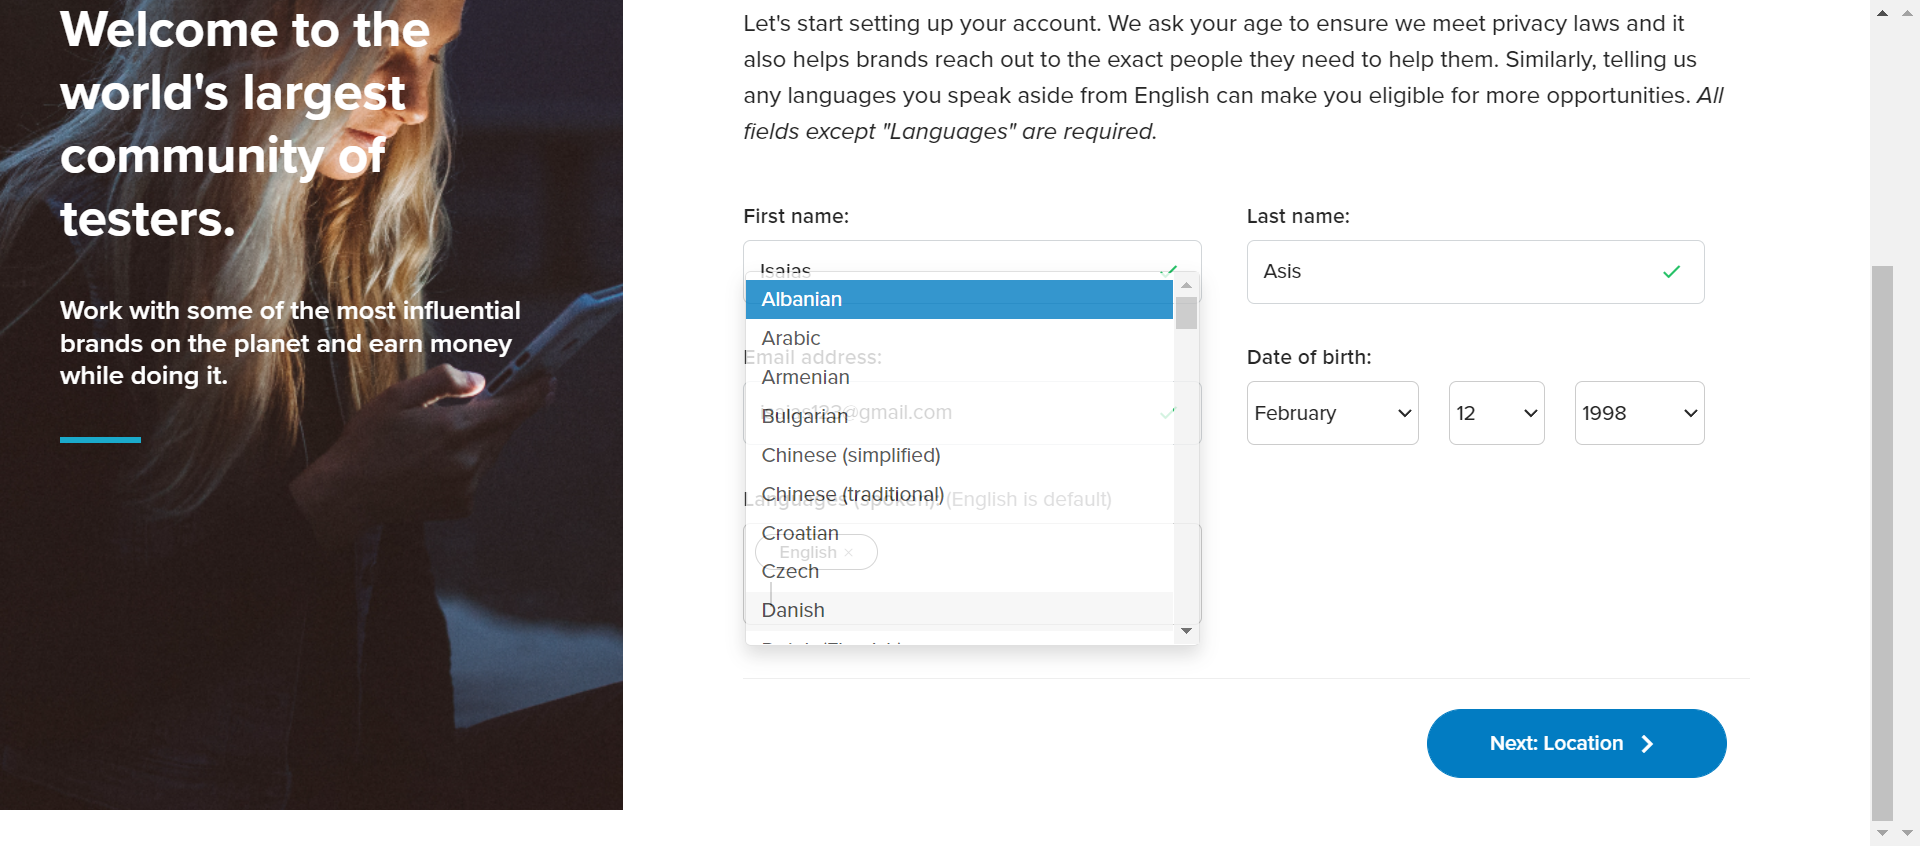 Welcome to the
world's largest
community of
testers.
Work with some of the most influential
brands on the planet and earn money
while doing it.
Let's start setting up your account. We ask your age to ensure we meet privacy laws and it
also helps brands reach out to the exact people they need to help them. Similarly, telling us
any languages you speak aside from English can make you eligible for more opportunities. All
fields except "Languages" are required.
First name:
Last name:
Isaias
Asis
Albanian
Arabic
Email address:
Date of birth:
Armenian
@gmail.com
Bulgarian
February
12
1998
Chinese (simplified)
Chinese (traditional)
Languages (spoken): (English is default)
Croatian
English ×
Czech
Danish
Next: Location